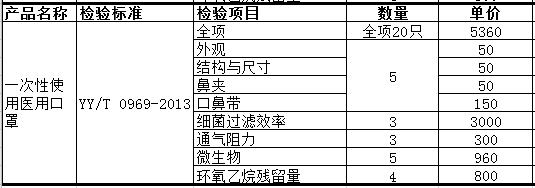 产品名称 检验标准 检验项目 数量 单价
一次性使用医用口罩 YY/T 0969-2013 全项 全项20只 5360
外观 5 50
结构与尺寸 50
鼻夹 50
口鼻带 150
细菌过滤效率 3 3000
通气阻力 3 300
微生物 5 960
环氧乙烷残留量 4 800